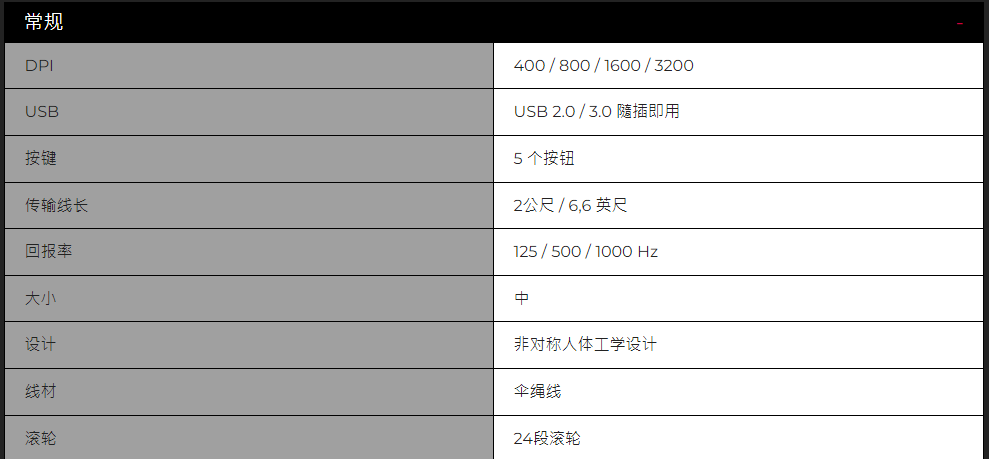 常规 -
DPI 400 / 800 / 1600 / 3200
USB USB 2.0 / 3.0 隨插即用
按键 5 个按钮
传输线长 2公尺 / 6,6 英尺
回报率 125 / 500 / 1000 Hz
大小 中
设计 非对称人体工学设计
线材 伞绳线
滚轮 24段滚轮